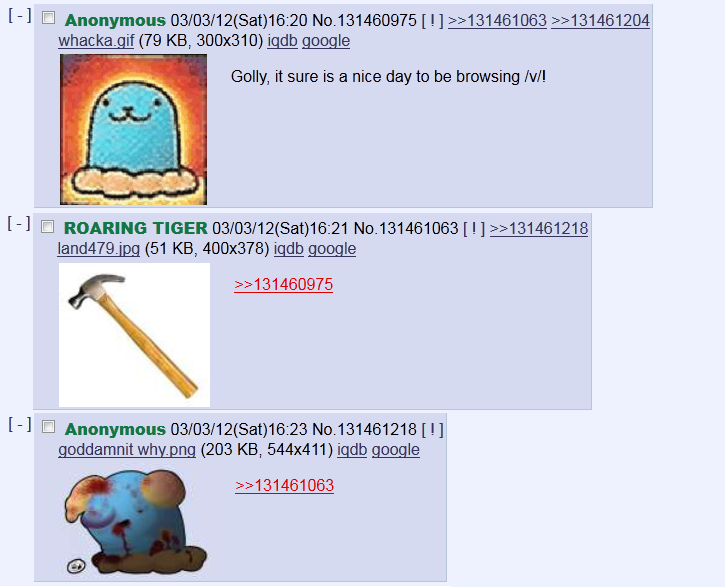 [ - ] Anonymous 03/03/12(Sat)16:20 No.131460975 [ ! ] >>131461063 >>131461204
whacka.gif (79 KB, 300x310) iqdb google
Golly, it sure is a nice day to be browsing /v/!
[ - ] ROARING TIGER 03/03/12(Sat)16:21 No.131461063 [ ! ] >>131461218
land479.jpg (51 KB, 400x378) iqdb google
>>131460975
[ - ] Anonymous 03/03/12(Sat)16:23 No.131461218 [ ! ]
goddamnit why.png (203 KB, 544x411) iqdb google
>>131461063